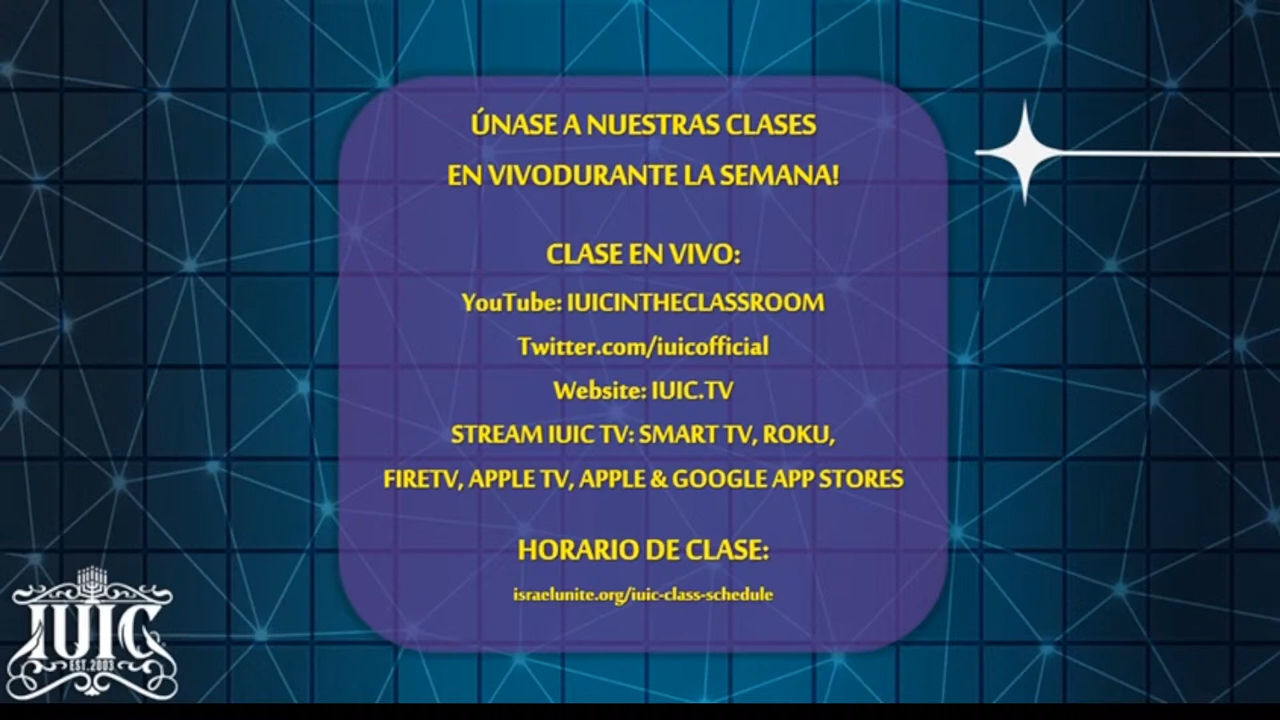 ÚNASE A NUESTRAS CLASES
EN VIVODURANTE LA SEMANA!
CLASE EN VIVO:
YouTube: IUICINTHECLASSROOM
Twitter.com/iuicofficial
Website: IUIC.TV
STREAM IUIC TV: SMART TV, ROKU,
FIRETV, APPLE TV, APPLE & GOOGLE APP STORES
HORARIO DE CLASE:
israelunite.org/iuic-class-schedule
IUIC
EST. 2003